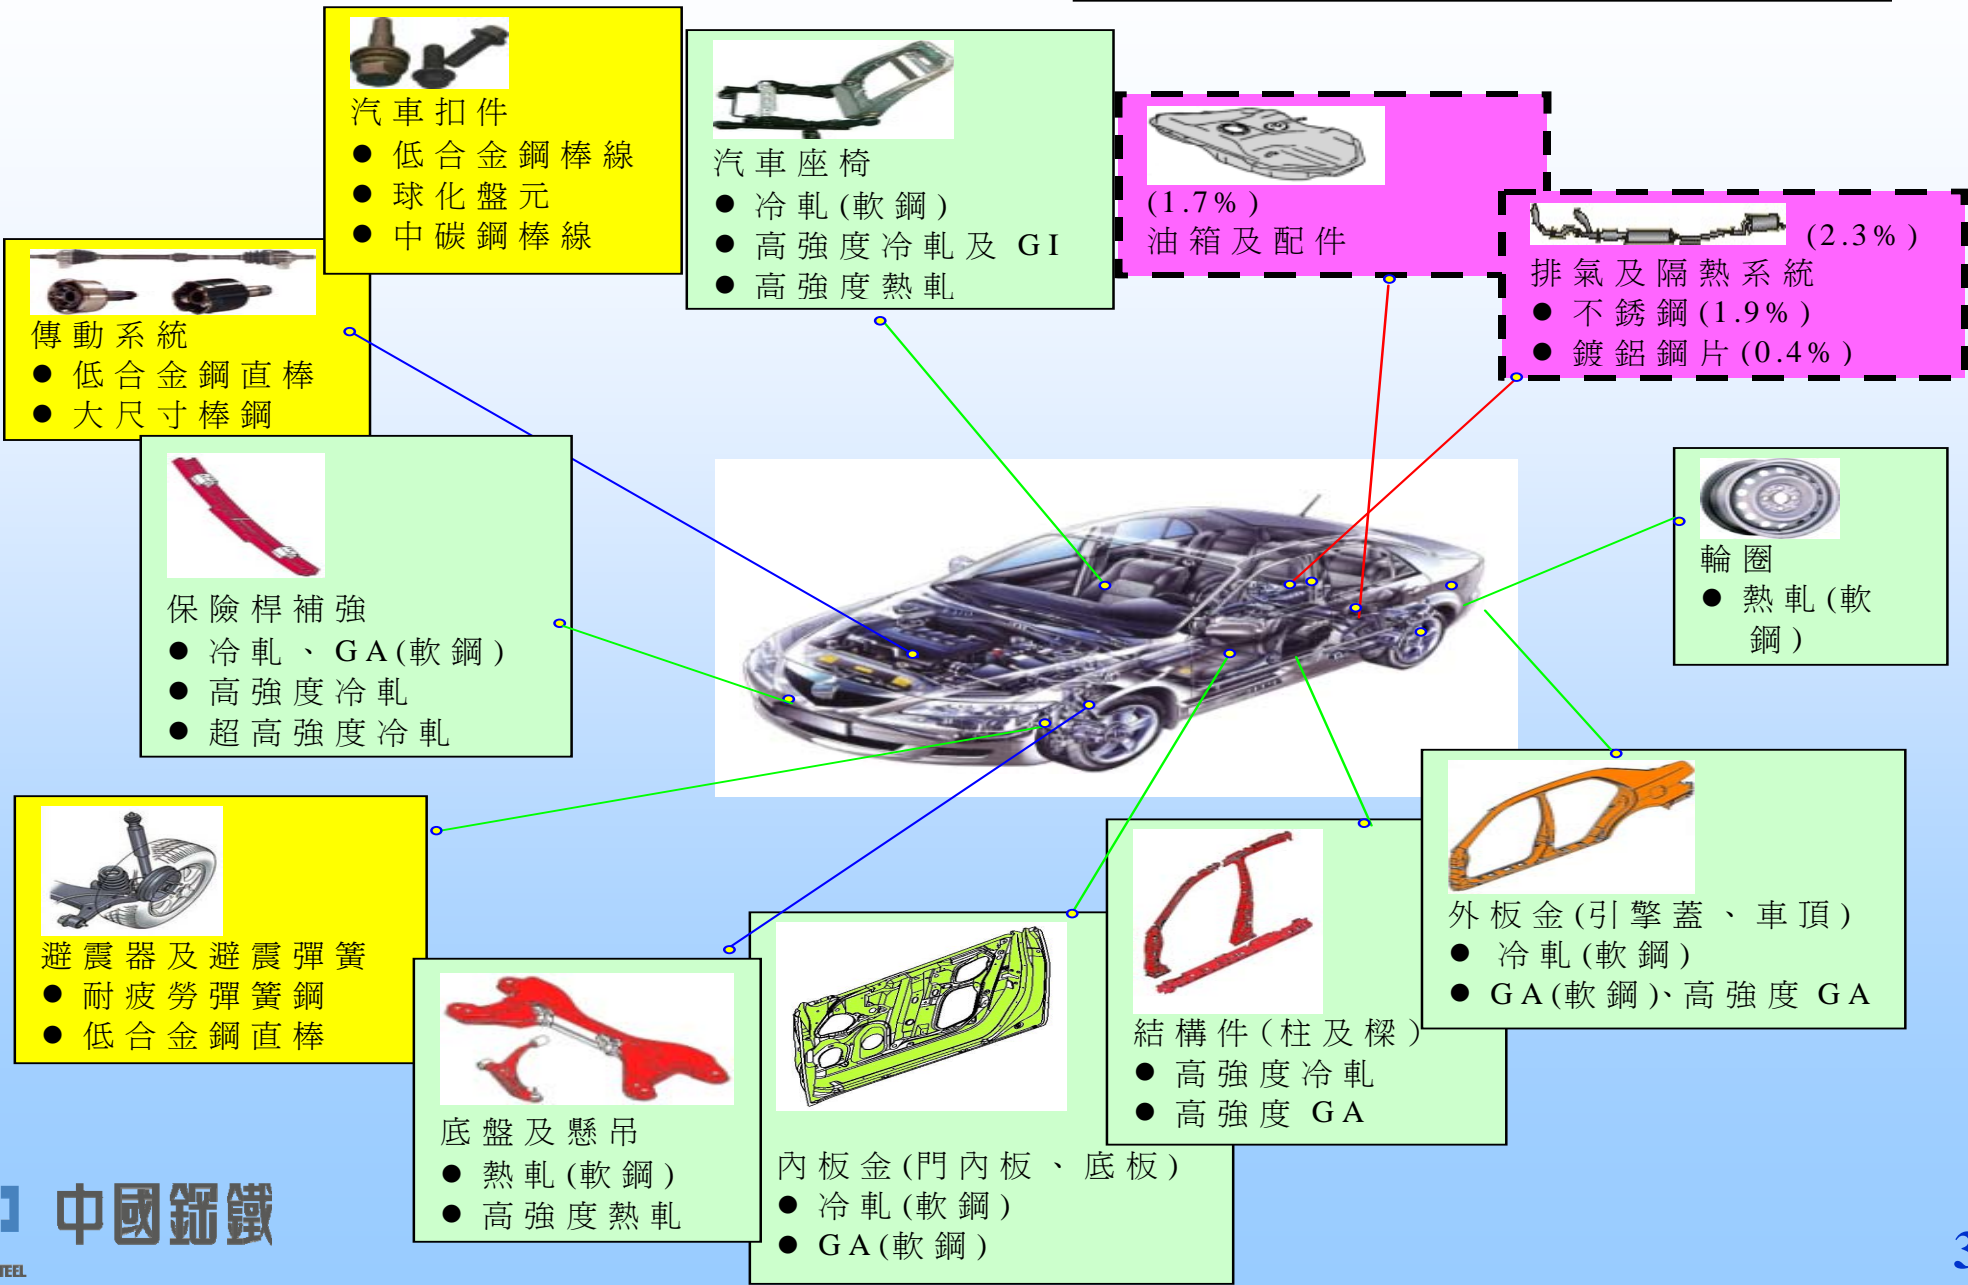 汽車扣件
● 低合金鋼棒線
● 球化盤元
● 中碳鋼棒線
汽車座椅
● 冷軋(軟鋼)
● 高強度冷軋及 GI
● 高強度熱軋
(1.7%)
油箱及配件
(2.3%)
排氣及隔熱系統
● 不銹鋼(1.9%)
● 鍍鋁鋼片(0.4%)
傳動系統
● 低合金鋼直棒
● 大尺寸棒鋼
保險桿補強
● 冷軋、GA(軟鋼)
● 高強度冷軋
● 超高強度冷軋
輪圈
● 熱軋(軟
鋼)
避震器及避震彈簧
● 耐疲勞彈簧鋼
● 低合金鋼直棒
底盤及懸吊
● 熱軋(軟鋼)
● 高強度熱軋
內板金(門內板、底板)
● 冷軋(軟鋼)
● GA(軟鋼)
結構件(柱及樑)
● 高強度冷軋
● 高強度 GA
外板金(引擎蓋、車頂)
● 冷軋(軟鋼)
● GA(軟鋼)、高強度 GA
中國鋼鐵
TEEL
3